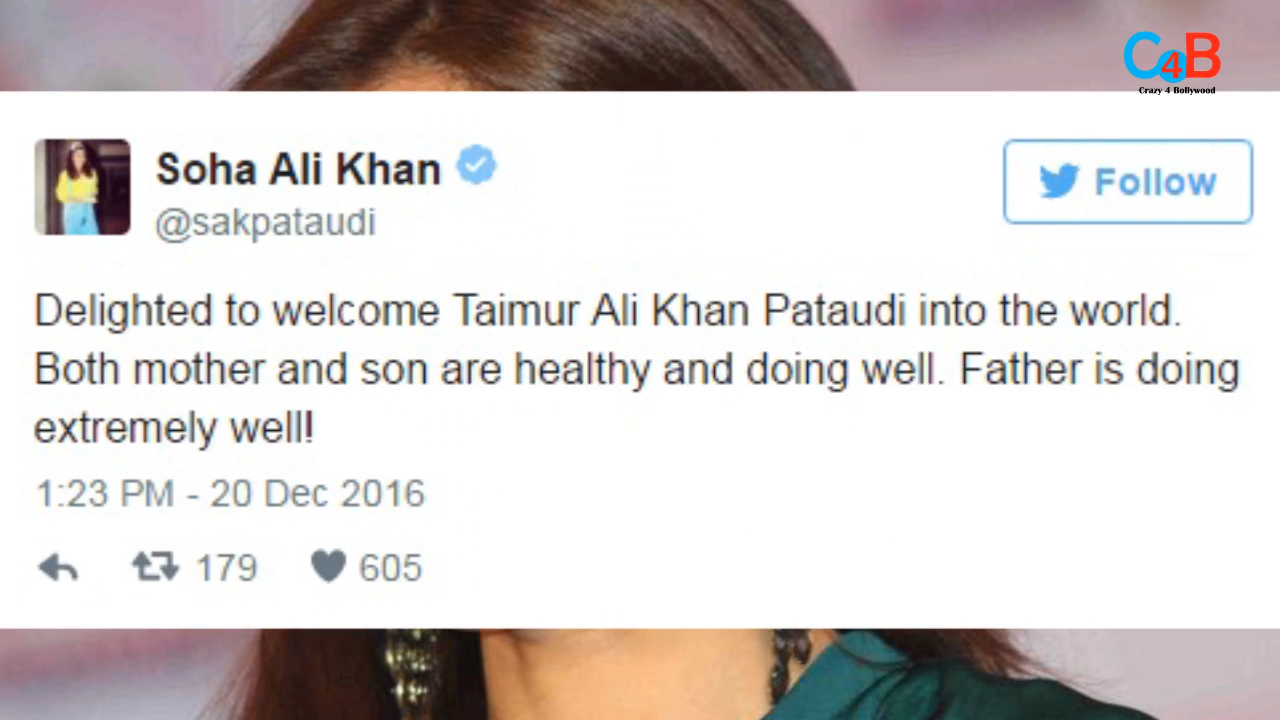 C4B
Crazy 4 Bollywood
Soha Ali Khan
Follow
@sakpataudi
Delighted to welcome Taimur Ali Khan Pataudi into the world.
Both mother and son are healthy and doing well. Father is doing
extremely well!
1:23 PM - 20 Dec 2016
179 605